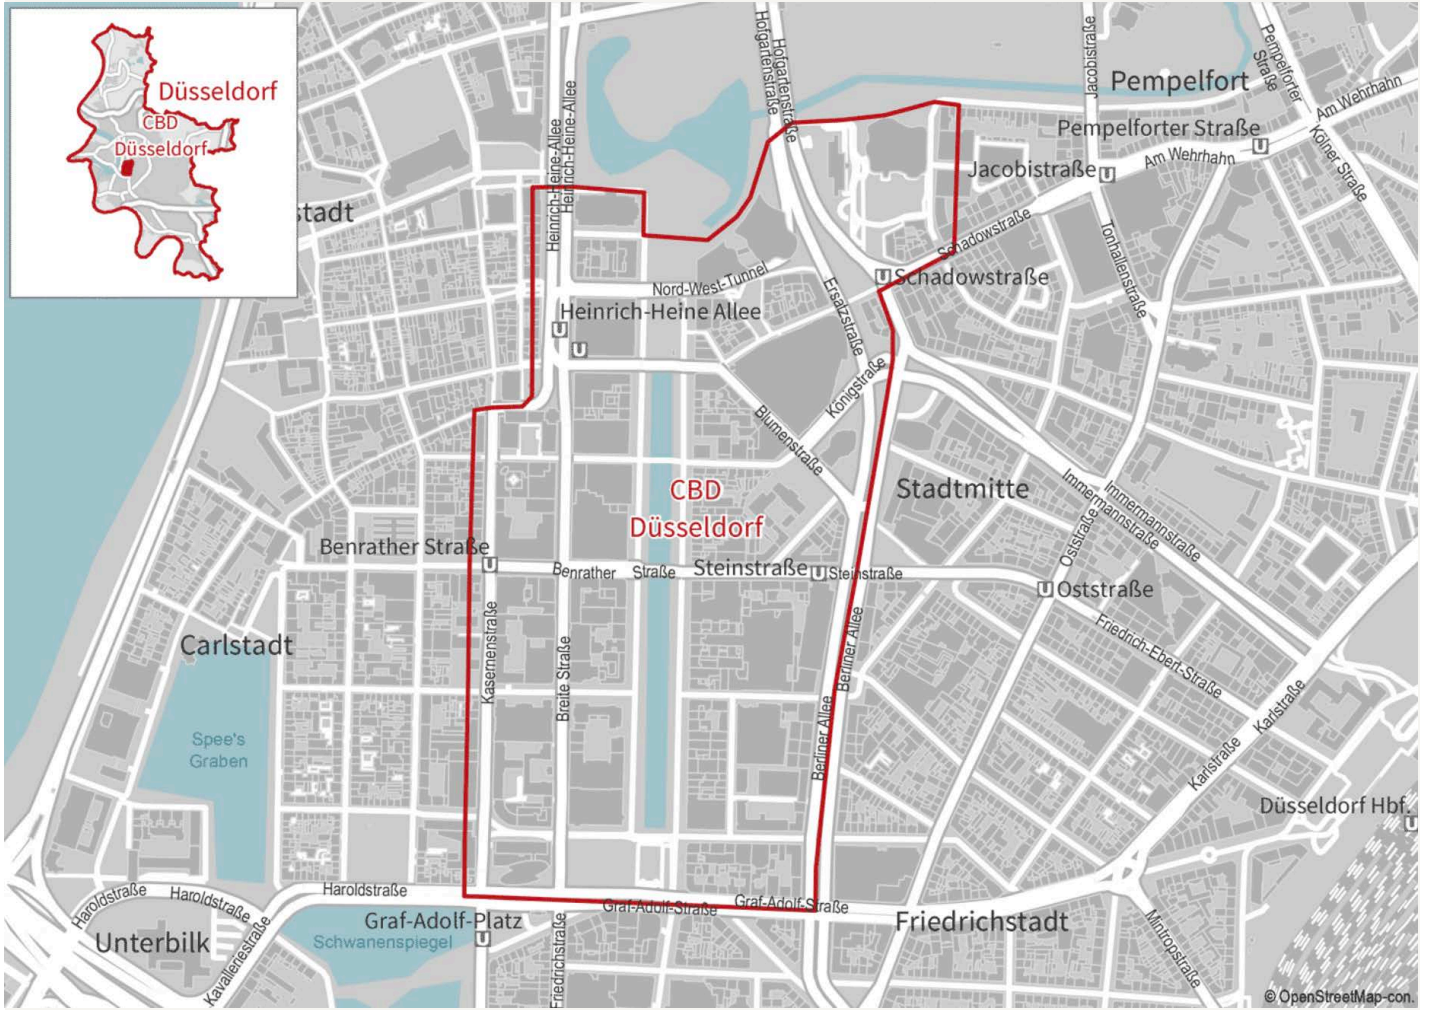 Düsseldorf
CBD
Düsseldorf
Hofgartenstraße
Hofgartenstraße
Jacobistraße
Pempelforter
Straße
Pempelfort
Am Wehrhahn
Pempelforter Straße
U
Am Wehrhahn
Kölner Straße
Jacobistraße
U
Heinrich-Heine-Allee
Heinrich-Heine-Allee
stadt
Schadowstraße
Tonhallenstraße
U
Schadowstraße
Nord-West-Tunnel
Ersatzstraße
Heinrich-Heine Allee
U
U
Königstraße
Blumenstraße
CBD
Düsseldorf
Stadtmitte
Immermannstraße
Immermannstraße
Oststraße
Benrather Straße
U
Benrather Straße
Steinstraße
U
Steinstraße
U
Oststraße
Friedrich-Ebert-Straße
Carlstadt
Kasernenstraße
Breite Straße
Berliner Allee
Berliner Allee
Karlstraße
Karlstraße
Spee's
Graben
Düsseldorf Hbf.
U
Haroldstraße
Haroldstraße
Haroldstraße
Graf-Adolf-Straße
Graf-Adolf-Straße
Graf-Adolf-Platz
U
Friedrichstadt
Unterbilk
Schwanenspiegel
Kavalleriestraße
Friedrichstraße
Mintropstraße
© OpenStreetMap-con.